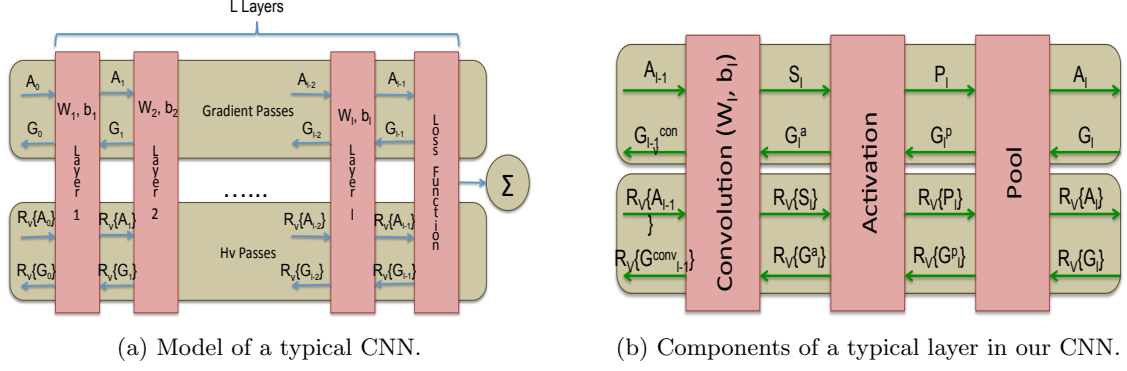 L Layers
A0 A1 Al-2 Al-1
W1, b1 W2, b2 Gradient Passes Wl, bl
G0 G1 Gl-2 Gl-1
Layer 1
Layer 2
......
Layer l
Loss Function
Σ
RV{A0} RV{A1} RV{Al-2} RV{Al-1}
Hv Passes
RV{G0} RV{G1} RV{Gl-2} RV{Gl-1}
(a) Model of a typical CNN.
Al-1 Sl Pl Al
Gl-1con
v Gla Glp Gl
Convolution (Wl, bl)
Activation
Pool
RV{Al-1
} RV{Sl} RV{Pl} RV{Al}
RV{Gconvl-1} RV{Gal} RV{Gpl} RV{Gl}
(b) Components of a typical layer in our CNN.